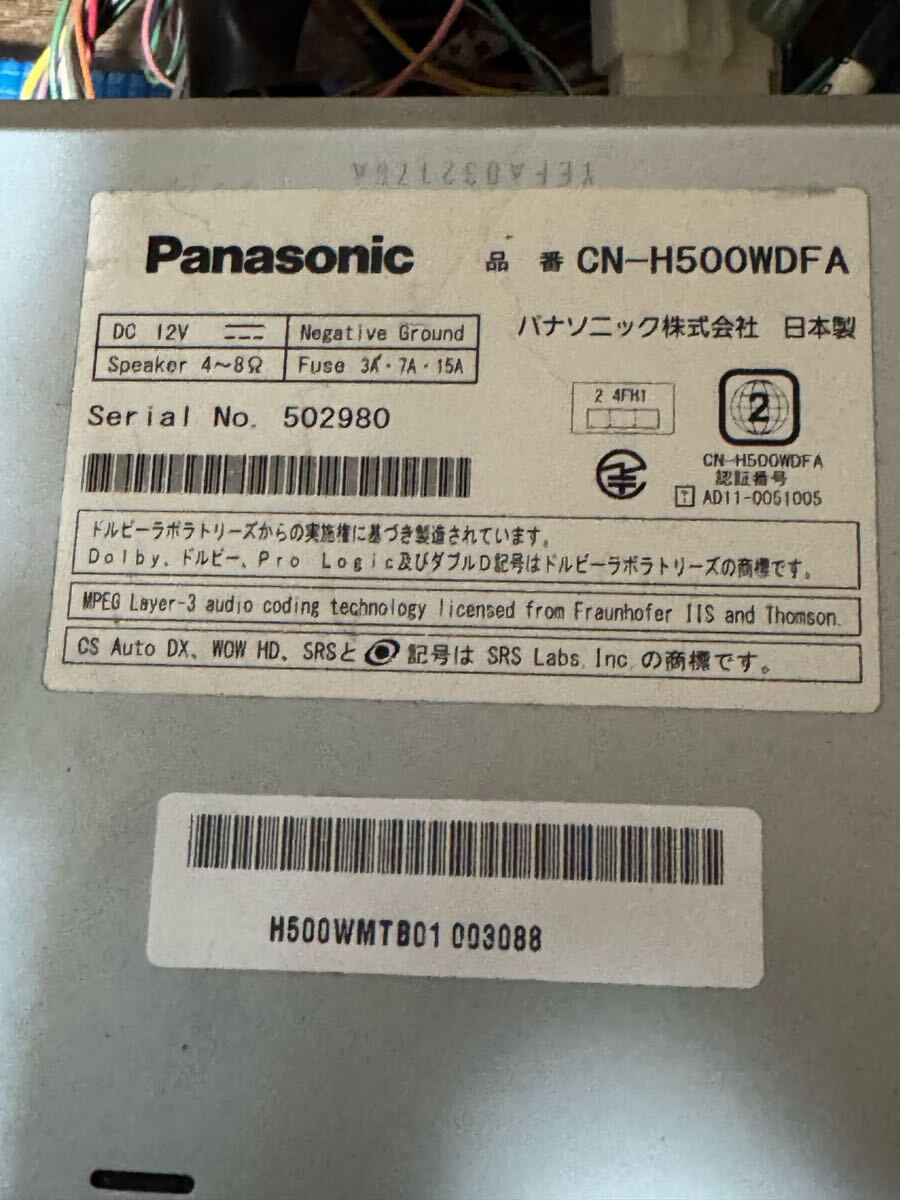 YEFA032176A
Panasonic 品番 CN-H500WDFA
DC 12V Negative Ground
Speaker 4~8Ω Fuse 3A・7A・15A
パナソニック株式会社 日本製
Serial No. 502980
2.4FH1
2
CN-H500WDFA
認証番号
T AD11-0051005
ドルビーラボラトリーズからの実施権に基づき製造されています。
Dolby、ドルビー、Pro Logic及びダブルD記号はドルビーラボラトリーズの商標です。
MPEG Layer-3 audio coding technology licensed from Fraunhofer IIS and Thomson.
CS Auto DX、WOW HD、SRSと 記号は SRS Labs,Inc.の商標です。
H500WMTB01 003088